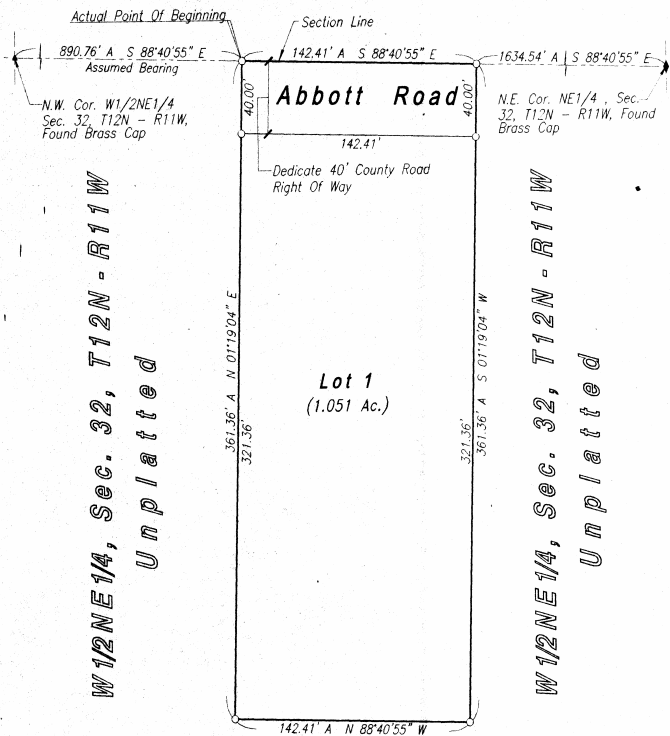 Actual Point Of Beginning
Section Line
890.76' A S 88°40'55" E
Assumed Bearing
142.41' A S 88°40'55" E
1634.54' A S 88°40'55" E
N.W. Cor. W1/2NE1/4
Sec. 32, T12N - R11W,
Found Brass Cap
40.00'
Abbott Road
40.00'
N.E. Cor. NE1/4 , Sec.
32, T12N - R11W, Found
Brass Cap
142.41'
Dedicate 40' County Road
Right Of Way
W1/2NE1/4, Sec. 32, T12N - R11W
Unplatted
361.36' A N 01°19'04" E
321.36'
Lot 1
(1.051 Ac.)
321.36'
361.36' A S 01°19'04" W
W1/2NE1/4, Sec. 32, T12N - R11W
Unplatted
142.41' A N 88°40'55" W